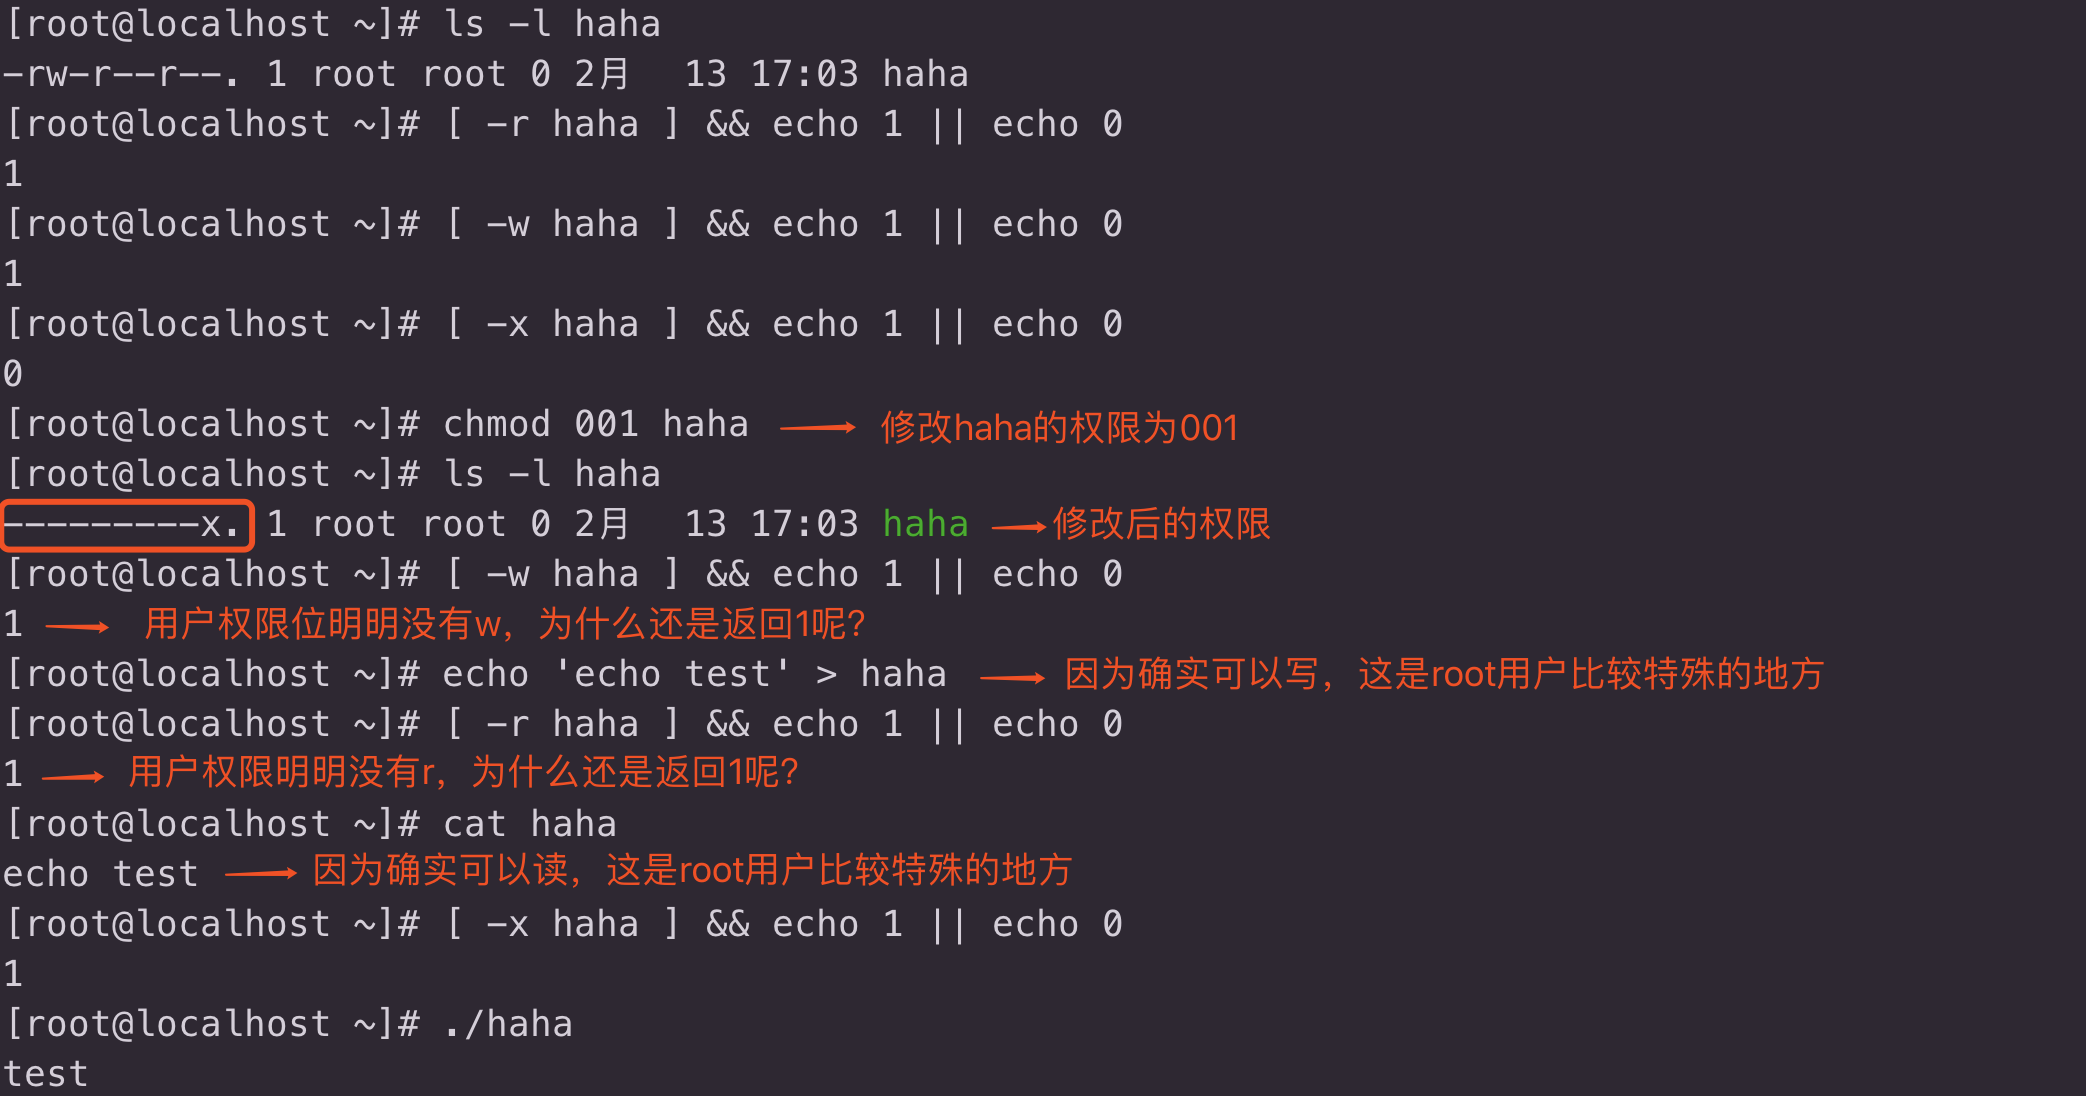 [root@localhost ~]# ls -l haha
-rw-r--r--. 1 root root 0 2月  13 17:03 haha
[root@localhost ~]# [ -r haha ] && echo 1 || echo 0
1
[root@localhost ~]# [ -w haha ] && echo 1 || echo 0
1
[root@localhost ~]# [ -x haha ] && echo 1 || echo 0
0
[root@localhost ~]# chmod 001 haha 修改haha的权限为001
[root@localhost ~]# ls -l haha
---------x. 1 root root 0 2月  13 17:03 haha 修改后的权限
[root@localhost ~]# [ -w haha ] && echo 1 || echo 0
1 用户权限位明明没有w，为什么还是返回1呢？
[root@localhost ~]# echo 'echo test' > haha 因为确实可以写，这是root用户比较特殊的地方
[root@localhost ~]# [ -r haha ] && echo 1 || echo 0
1 用户权限明明没有r，为什么还是返回1呢？
[root@localhost ~]# cat haha
echo test 因为确实可以读，这是root用户比较特殊的地方
[root@localhost ~]# [ -x haha ] && echo 1 || echo 0
1
[root@localhost ~]# ./haha
test